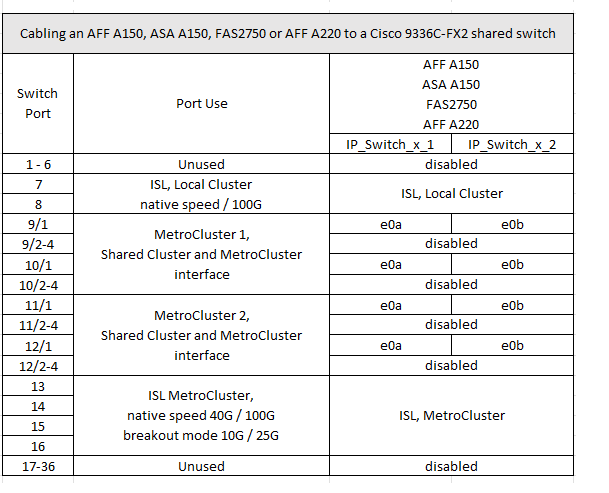 Cabling an AFF A150, ASA A150, FAS2750 or AFF A220 to a Cisco 9336C-FX2 shared switch
Switch
Port
Port Use
AFF A150
ASA A150
FAS2750
AFF A220
IP_Switch_x_1 IP_Switch_x_2
1 - 6 Unused disabled
7
8
ISL, Local Cluster
native speed / 100G
ISL, Local Cluster
9/1
9/2-4
10/1
10/2-4
MetroCluster 1,
Shared Cluster and MetroCluster
interface
e0a e0b
disabled
e0a e0b
disabled
11/1
11/2-4
12/1
12/2-4
MetroCluster 2,
Shared Cluster and MetroCluster
interface
e0a e0b
disabled
e0a e0b
disabled
13
14
15
16
ISL MetroCluster,
native speed 40G / 100G
breakout mode 10G / 25G
ISL, MetroCluster
17-36 Unused disabled